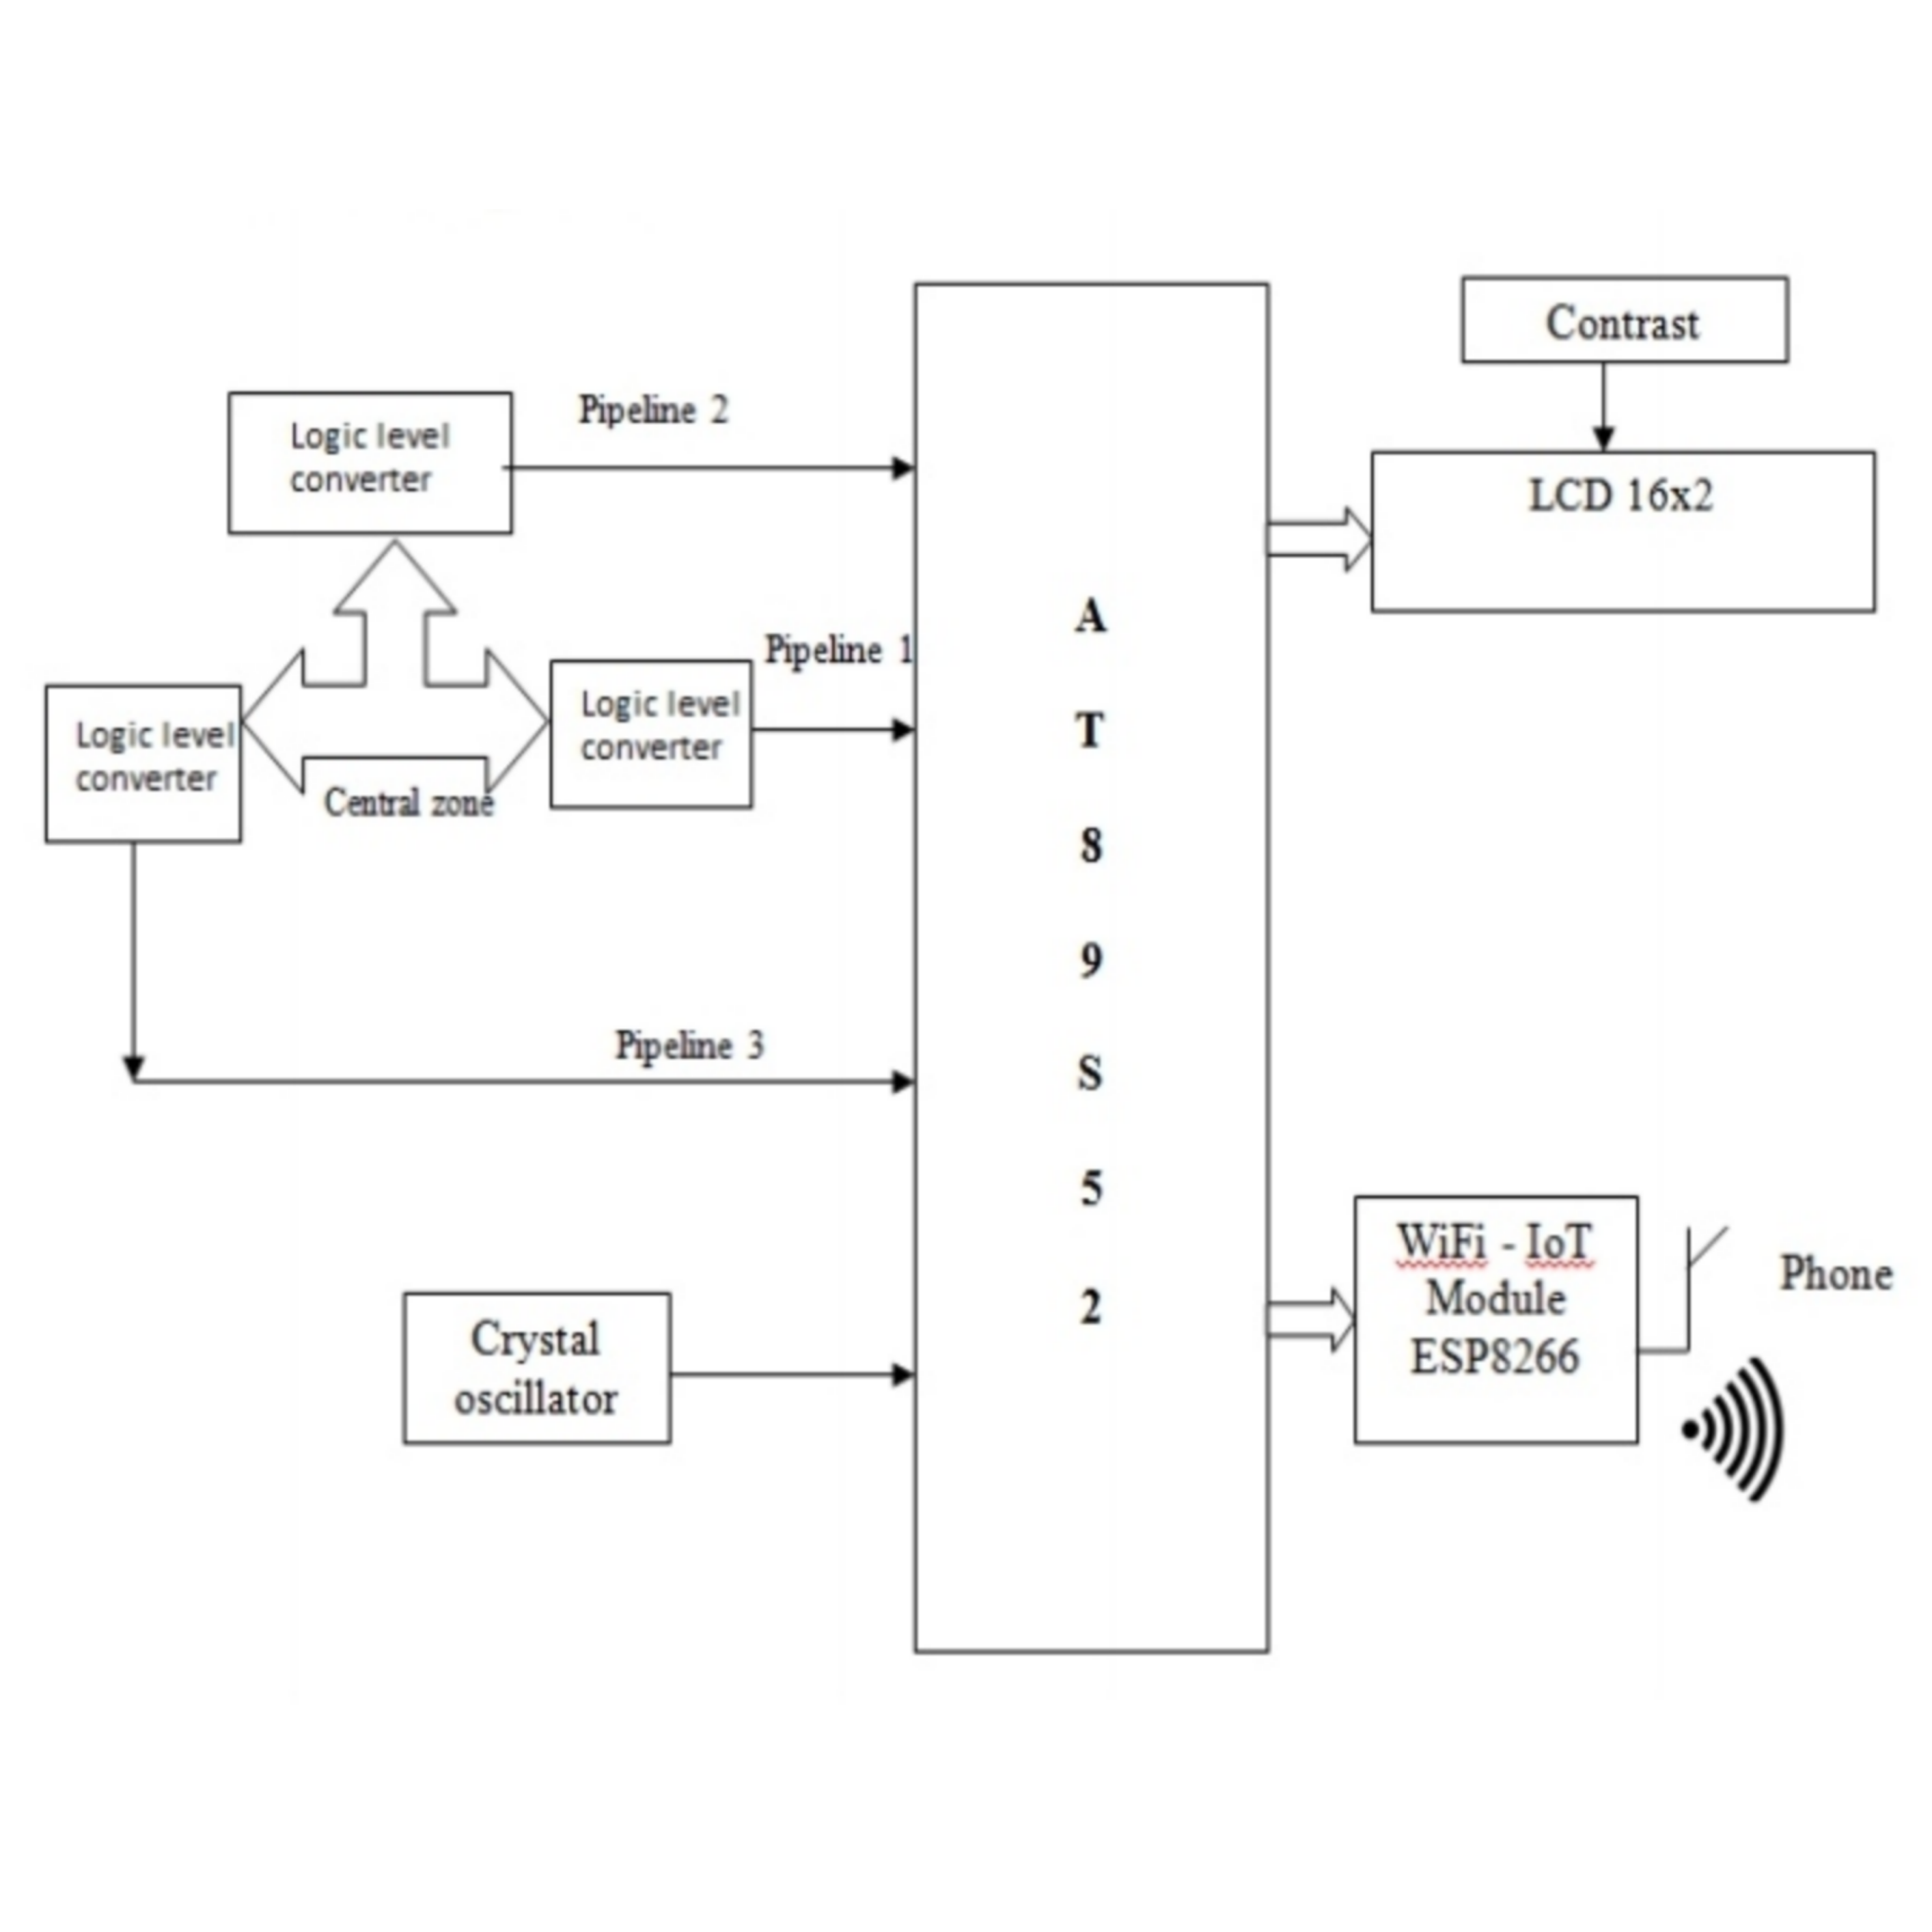 Contrast
Pipeline 2
Logic level
converter
LCD 16x2
A
T
8
9
S
5
2
Pipeline 1
Logic level
converter
Logic level
converter
Central zone
Pipeline 3
WiFi - IoT
Module
ESP8266
Phone
Crystal
oscillator